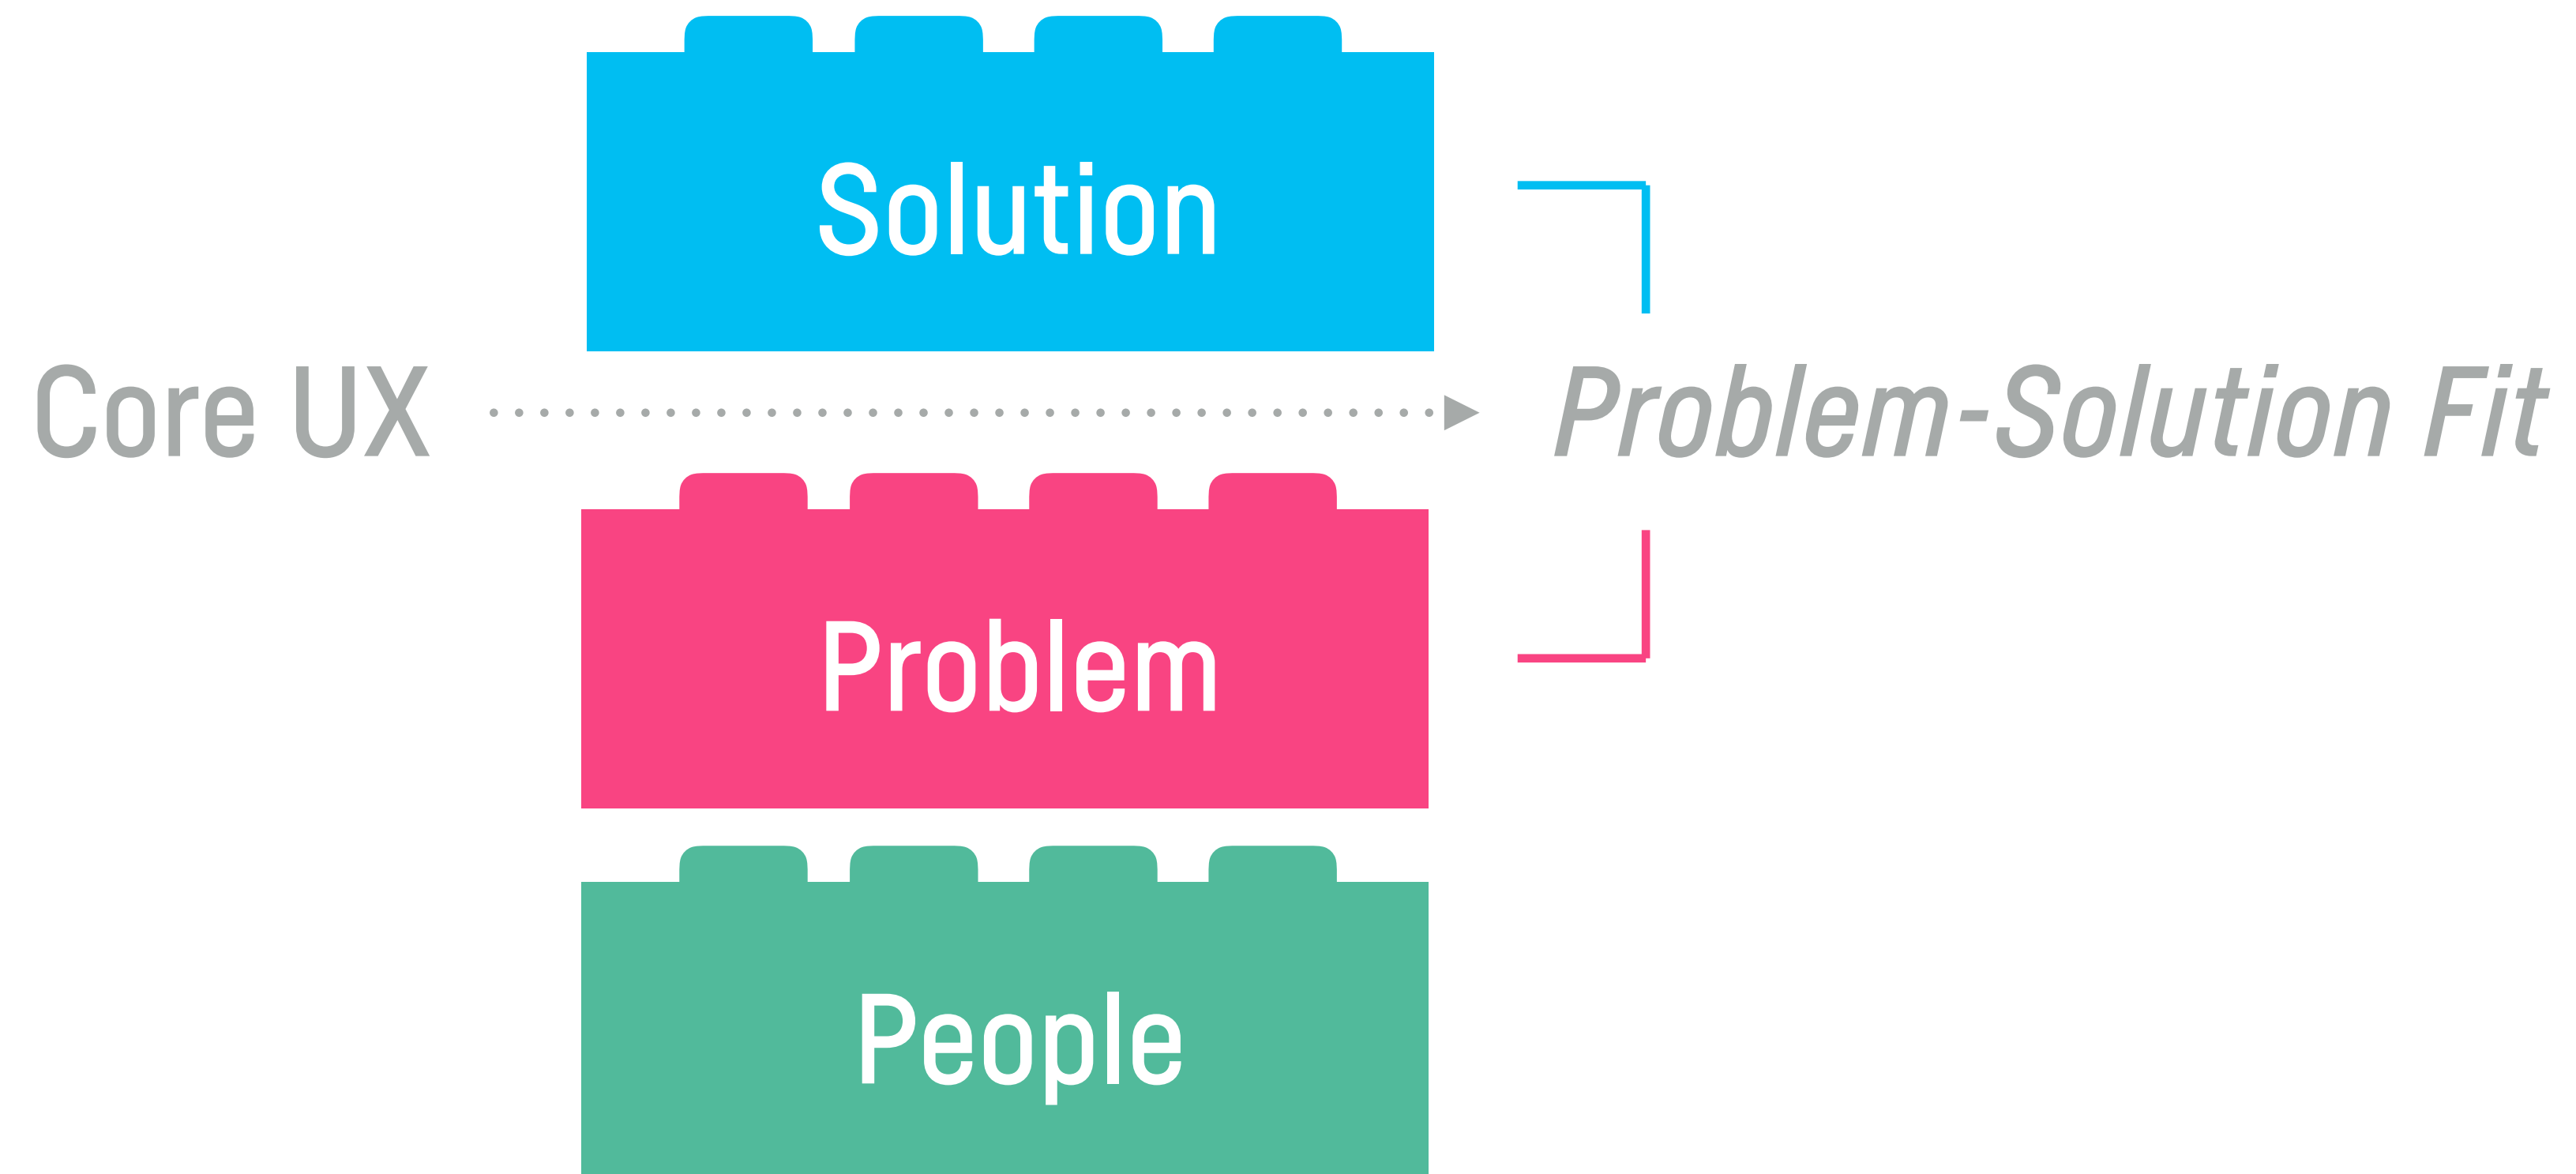 Solution
Core UX
Problem-Solution Fit
Problem
People